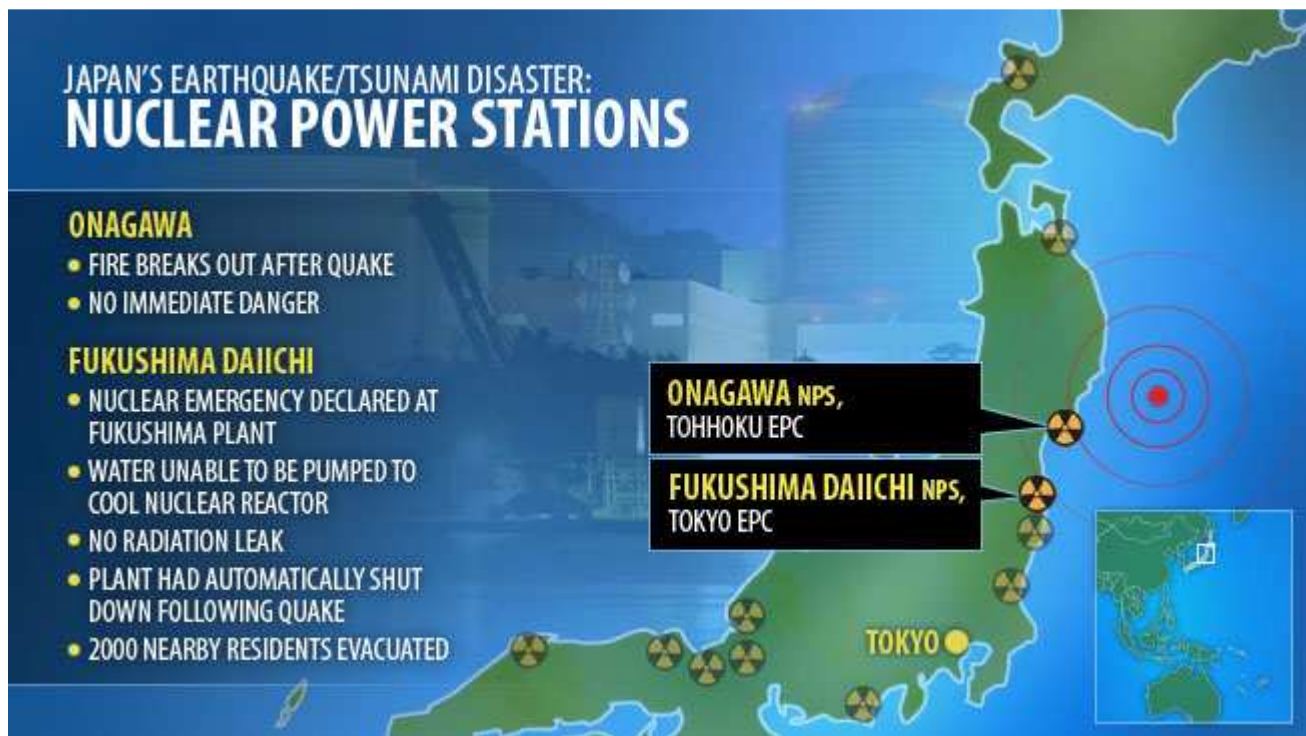 JAPAN'S EARTHQUAKE/TSUNAMI DISASTER:
NUCLEAR POWER STATIONS
ONAGAWA
• FIRE BREAKS OUT AFTER QUAKE
• NO IMMEDIATE DANGER
FUKUSHIMA DAIICHI
• NUCLEAR EMERGENCY DECLARED AT
FUKUSHIMA PLANT
• WATER UNABLE TO BE PUMPED TO
COOL NUCLEAR REACTOR
• NO RADIATION LEAK
• PLANT HAD AUTOMATICALLY SHUT
DOWN FOLLOWING QUAKE
• 2000 NEARBY RESIDENTS EVACUATED
ONAGAWA NPS,
TOHHOKU EPC
FUKUSHIMA DAIICHI NPS,
TOKYO EPC
TOKYO